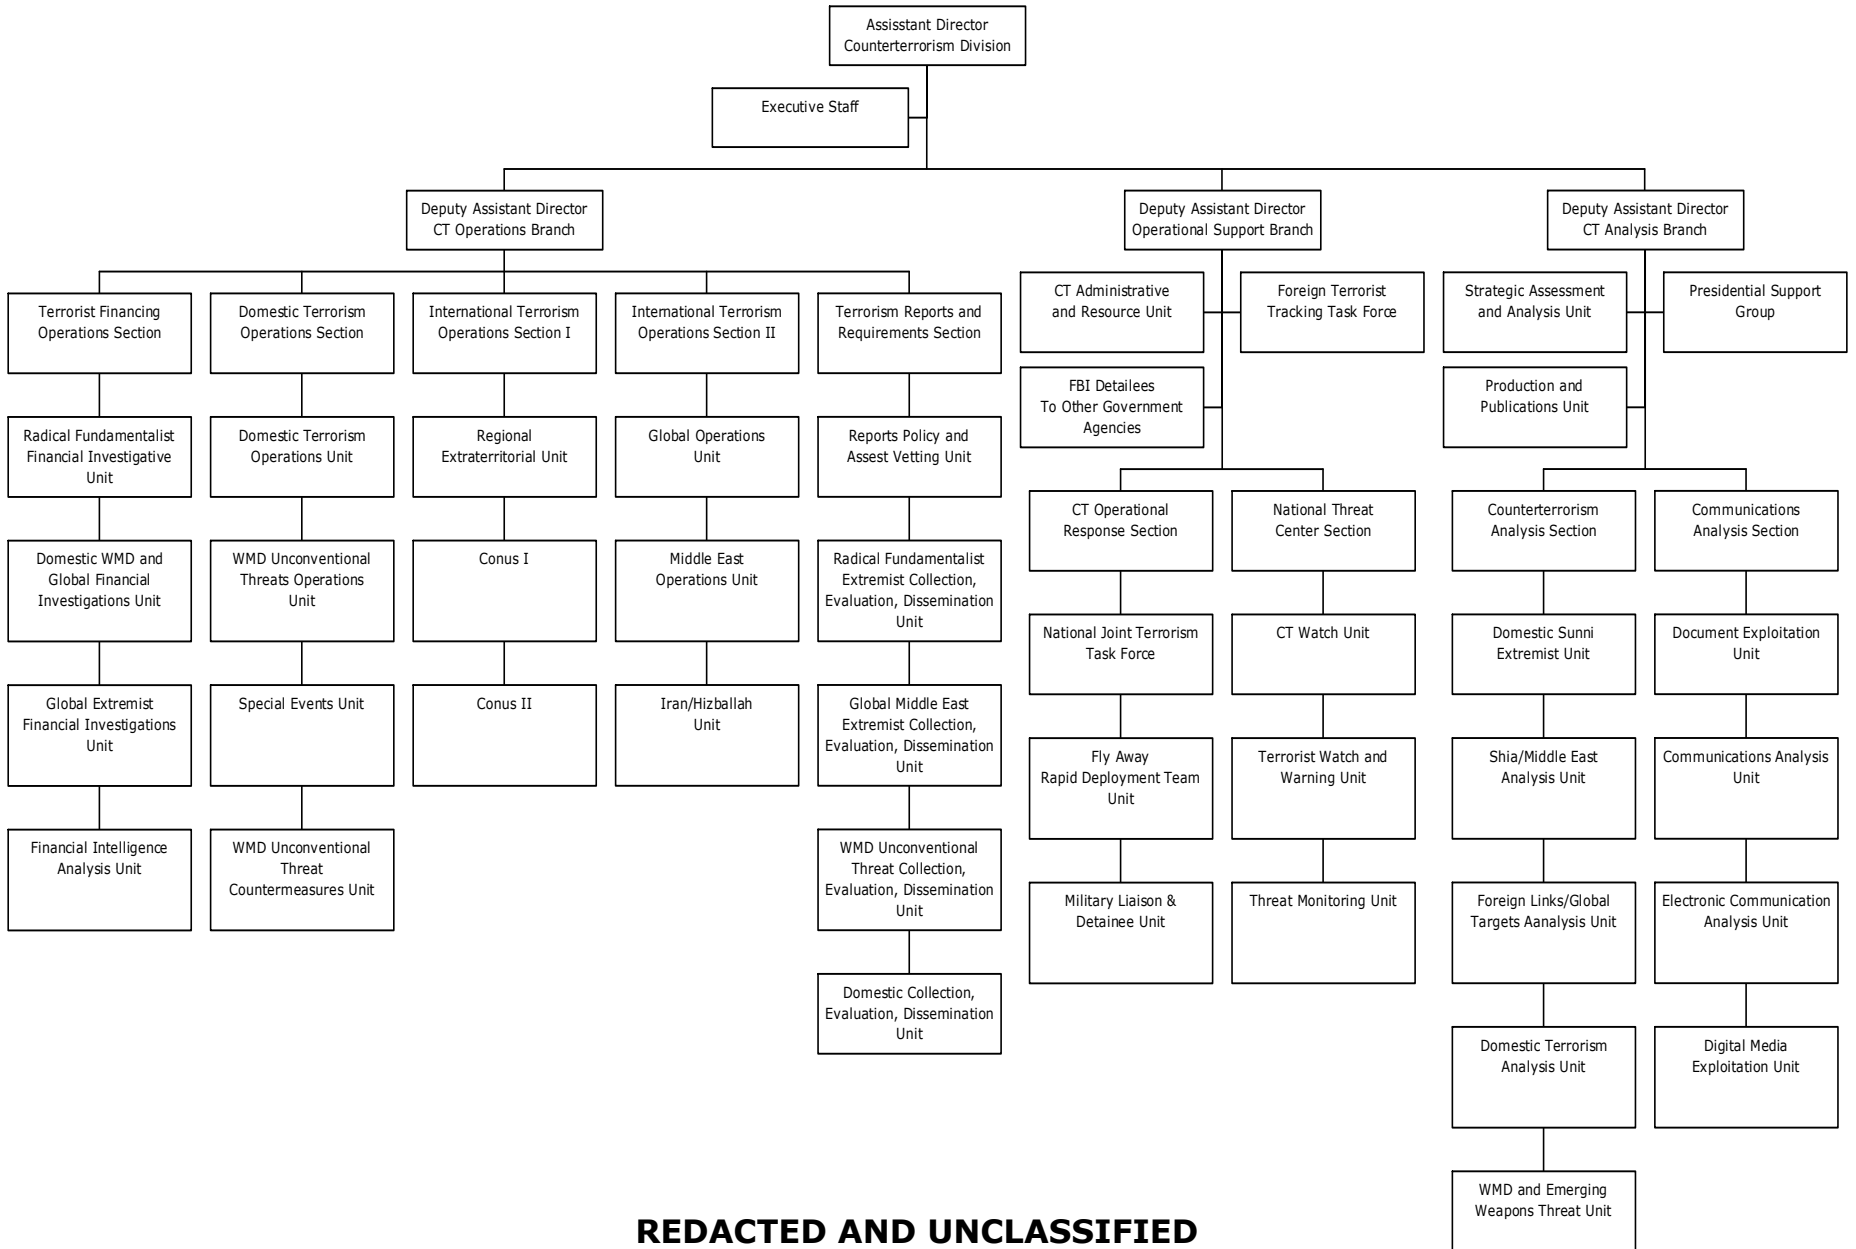 Assisstant Director
Counterterrorism Division
Executive Staff
Deputy Assistant Director
CT Operations Branch
Deputy Assistant Director
Operational Support Branch
Deputy Assistant Director
CT Analysis Branch
Terrorist Financing
Operations Section
Domestic Terrorism
Operations Section
International Terrorism
Operations Section I
International Terrorism
Operations Section II
Terrorism Reports and
Requirements Section
CT Administrative
and Resource Unit
Foreign Terrorist
Tracking Task Force
Strategic Assessment
and Analysis Unit
Presidential Support
Group
FBI Detailees
To Other Government
Agencies
Production and
Publications Unit
Radical Fundamentalist
Financial Investigative
Unit
Domestic Terrorism
Operations Unit
Regional
Extraterritorial Unit
Global Operations
Unit
Reports Policy and
Assest Vetting Unit
CT Operational
Response Section
National Threat
Center Section
Counterterrorism
Analysis Section
Communications
Analysis Section
Domestic WMD and
Global Financial
Investigations Unit
WMD Unconventional
Threats Operations
Unit
Conus I
Middle East
Operations Unit
Radical Fundamentalist
Extremist Collection,
Evaluation, Dissemination
Unit
National Joint Terrorism
Task Force
CT Watch Unit
Domestic Sunni
Extremist Unit
Document Exploitation
Unit
Global Extremist
Financial Investigations
Unit
Special Events Unit
Conus II
Iran/Hizballah
Unit
Global Middle East
Extremist Collection,
Evaluation, Dissemination
Unit
Fly Away
Rapid Deployment Team
Unit
Terrorist Watch and
Warning Unit
Shia/Middle East
Analysis Unit
Communications Analysis
Unit
Financial Intelligence
Analysis Unit
WMD Unconventional
Threat
Countermeasures Unit
WMD Unconventional
Threat Collection,
Evaluation, Dissemination
Unit
Military Liaison &
Detainee Unit
Threat Monitoring Unit
Foreign Links/Global
Targets Aanalysis Unit
Electronic Communication
Analysis Unit
Domestic Collection,
Evaluation, Dissemination
Unit
Domestic Terrorism
Analysis Unit
Digital Media
Exploitation Unit
WMD and Emerging
Weapons Threat Unit
REDACTED AND UNCLASSIFIED